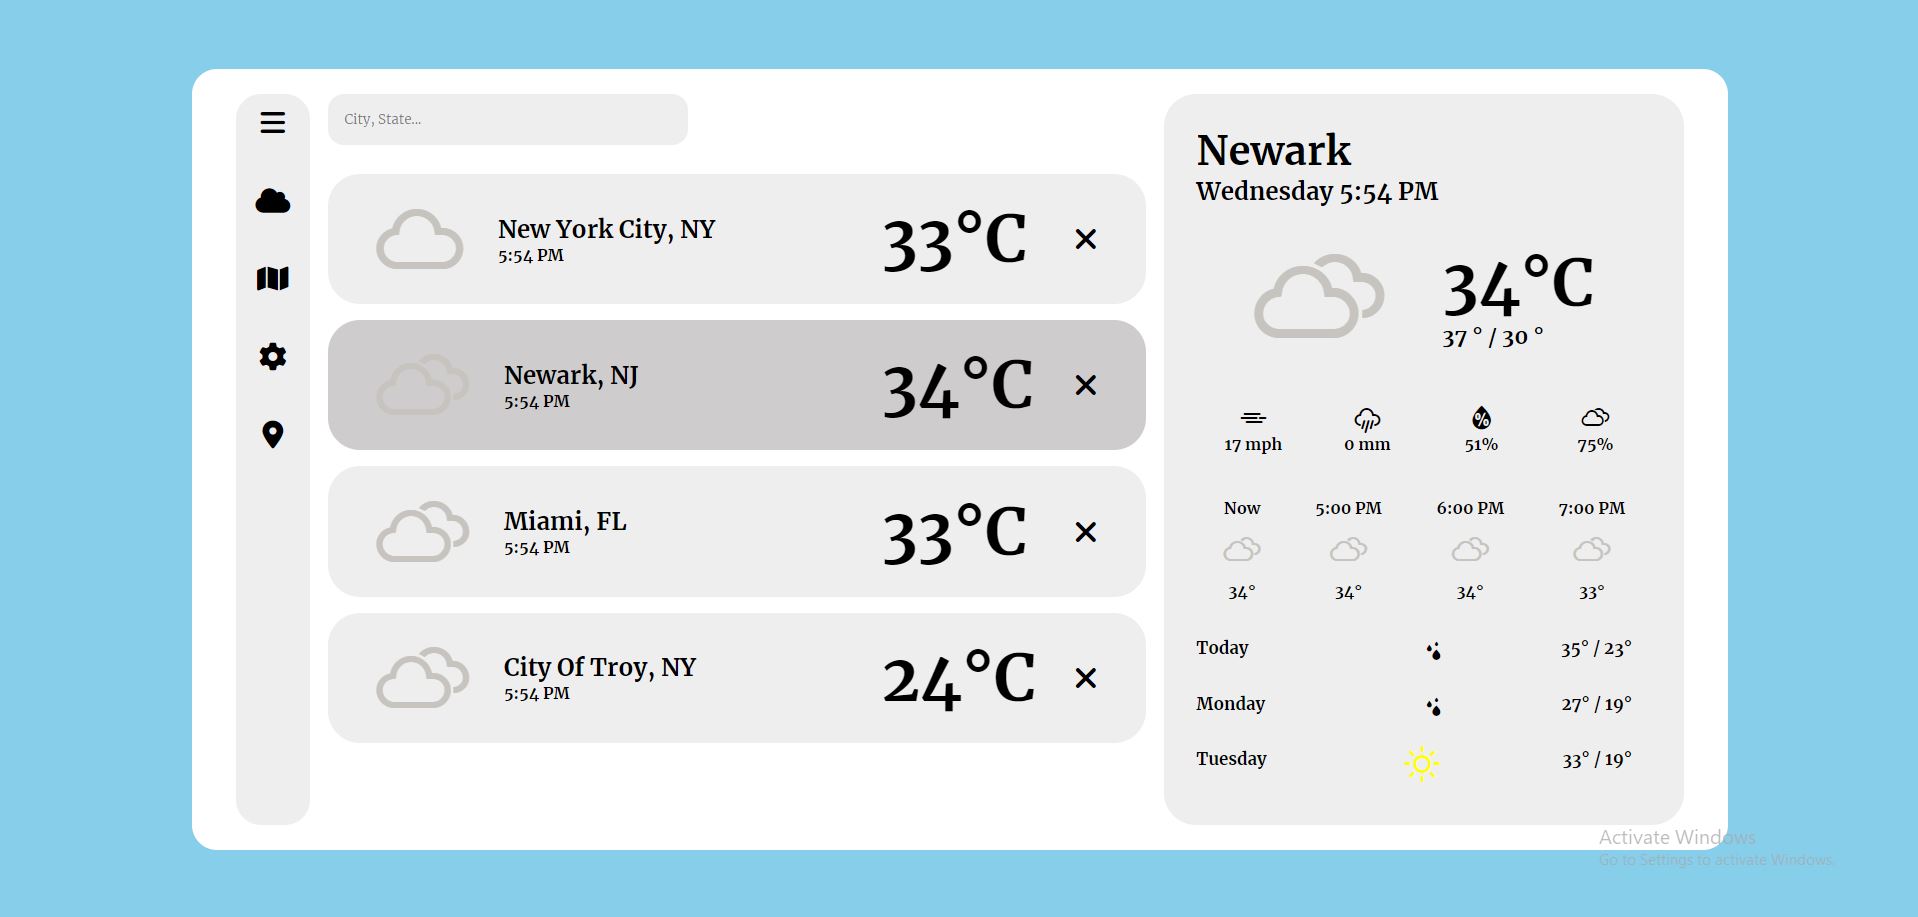 City, State...
New York City, NY
5:54 PM
33°C
Newark, NJ
5:54 PM
34°C
Miami, FL
5:54 PM
33°C
City Of Troy, NY
5:54 PM
24°C
Newark
Wednesday 5:54 PM
34°C
37 ° / 30 °
%
17 mph 0 mm 51% 75%
Now 5:00 PM 6:00 PM 7:00 PM
34° 34° 34° 33°
Today 35° / 23°
Monday 27° / 19°
Tuesday 33° / 19°
Activate Windows
Go to Settings to activate Windows.